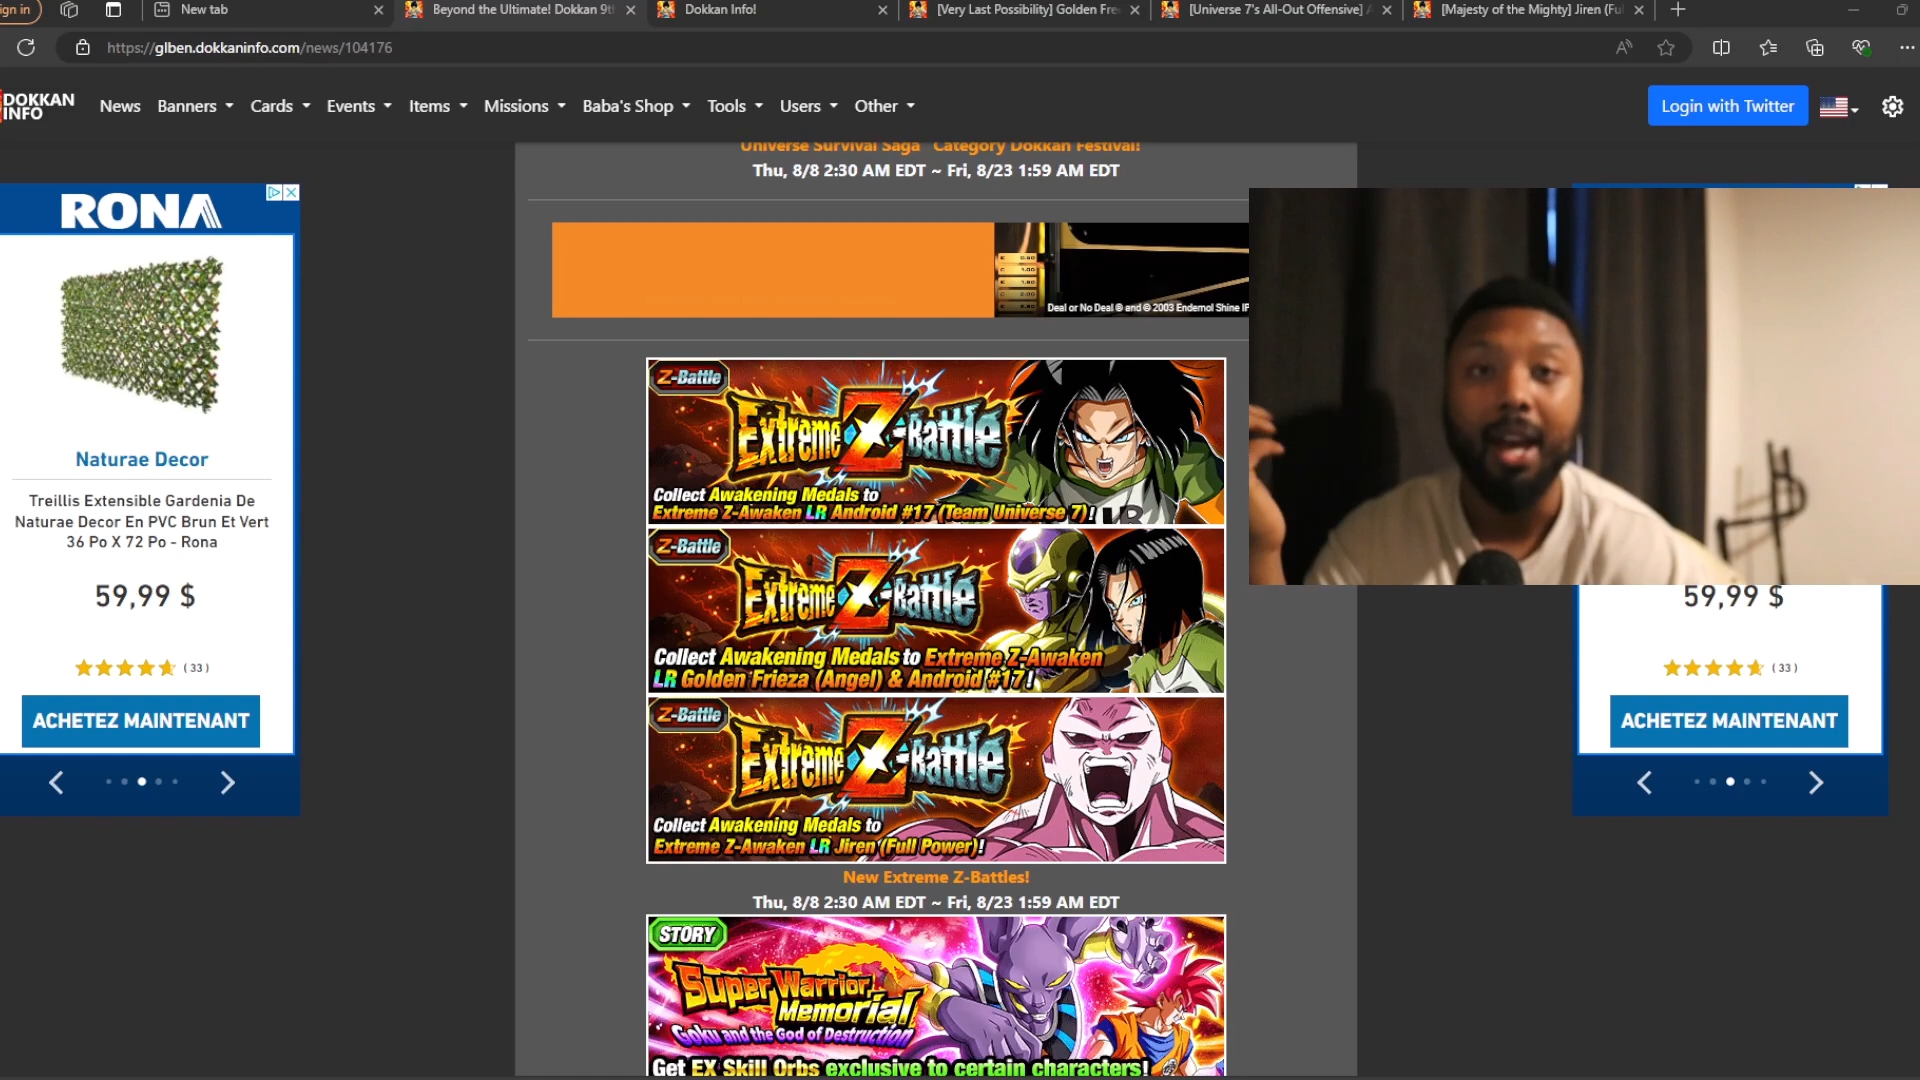 ign in
New tab
Beyond the Ultimate! Dokkan 9t
Dokkan Info!
[Very Last Possibility] Golden Fre
[Universe 7's All-Out Offensive] A
[Majesty of the Mighty] Jiren (Ful
https://glben.dokkaninfo.com/news/104176
DOKKAN
INFO
News
Banners
Cards
Events
Items
Missions
Baba's Shop
Tools
Users
Other
Login with Twitter
Universe Survival Saga" Category Dokkan Festival!
Thu, 8/8 2:30 AM EDT ~ Fri, 8/23 1:59 AM EDT
RONA
Naturae Decor
Treillis Extensible Gardenia De
Naturae Decor En PVC Brun Et Vert
36 Po X 72 Po - Rona
59,99 $
(33)
ACHETEZ MAINTENANT
Deal or No Deal ® and © 2003 Endemol Shine IP
Z-Battle
Extreme Z-Battle
Collect Awakening Medals to
Extreme Z-Awaken LR Android #17 (Team Universe 7)!
LR
Z-Battle
Extreme Z-Battle
Collect Awakening Medals to Extreme Z-Awaken
LR Golden Frieza (Angel) & Android #17!
Z-Battle
Extreme Z-Battle
Collect Awakening Medals to
Extreme Z-Awaken LR Jiren (Full Power)!
New Extreme Z-Battles!
Thu, 8/8 2:30 AM EDT ~ Fri, 8/23 1:59 AM EDT
STORY
Super Warrior
Memorial
Goku and the God of Destruction
Get EX Skill Orbs exclusive to certain characters!
59,99 $
(33)
ACHETEZ MAINTENANT